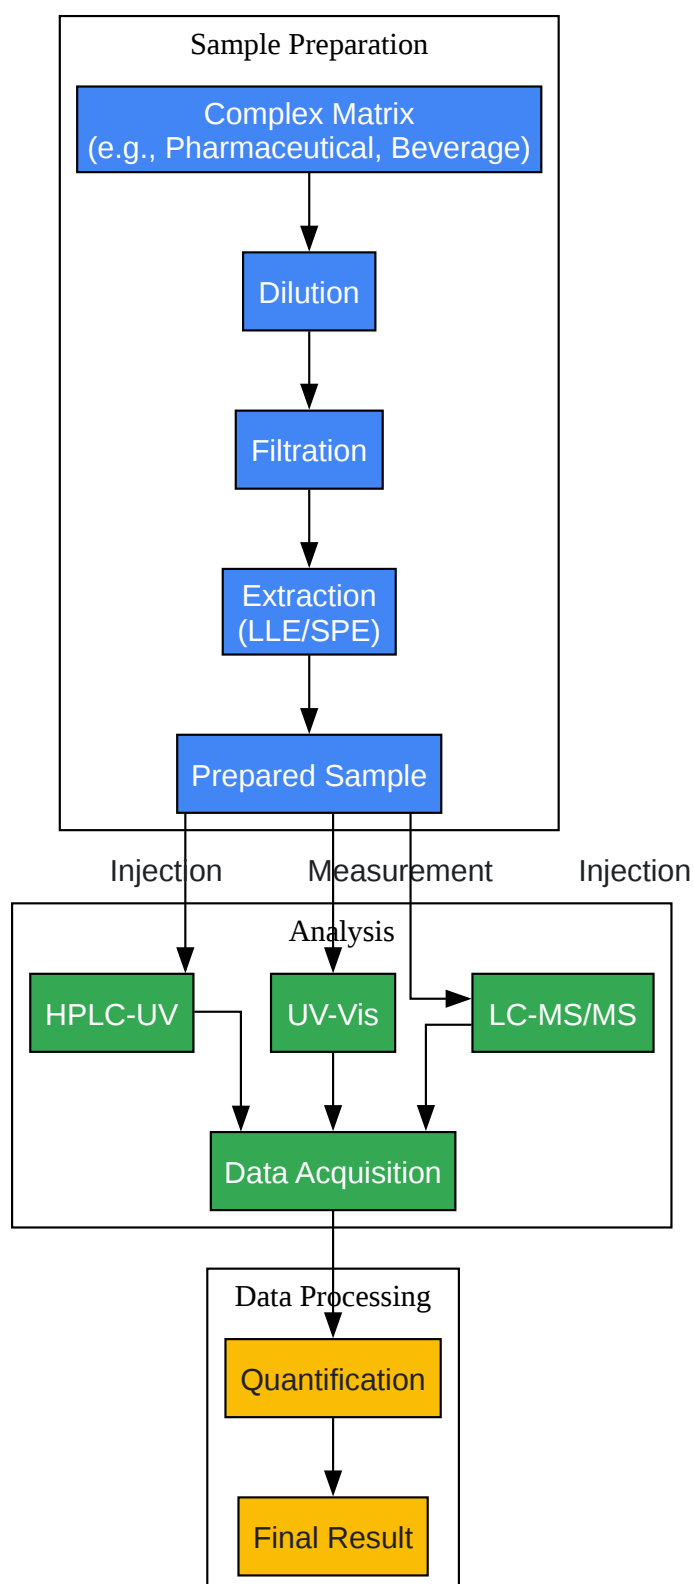 Sample Preparation
Complex Matrix
(e.g., Pharmaceutical, Beverage)
Dilution
Filtration
Extraction
(LLE/SPE)
Prepared Sample
Injection
Measurement
Injection
Analysis
HPLC-UV
UV-Vis
LC-MS/MS
Data Acquisition
Data Processing
Quantification
Final Result